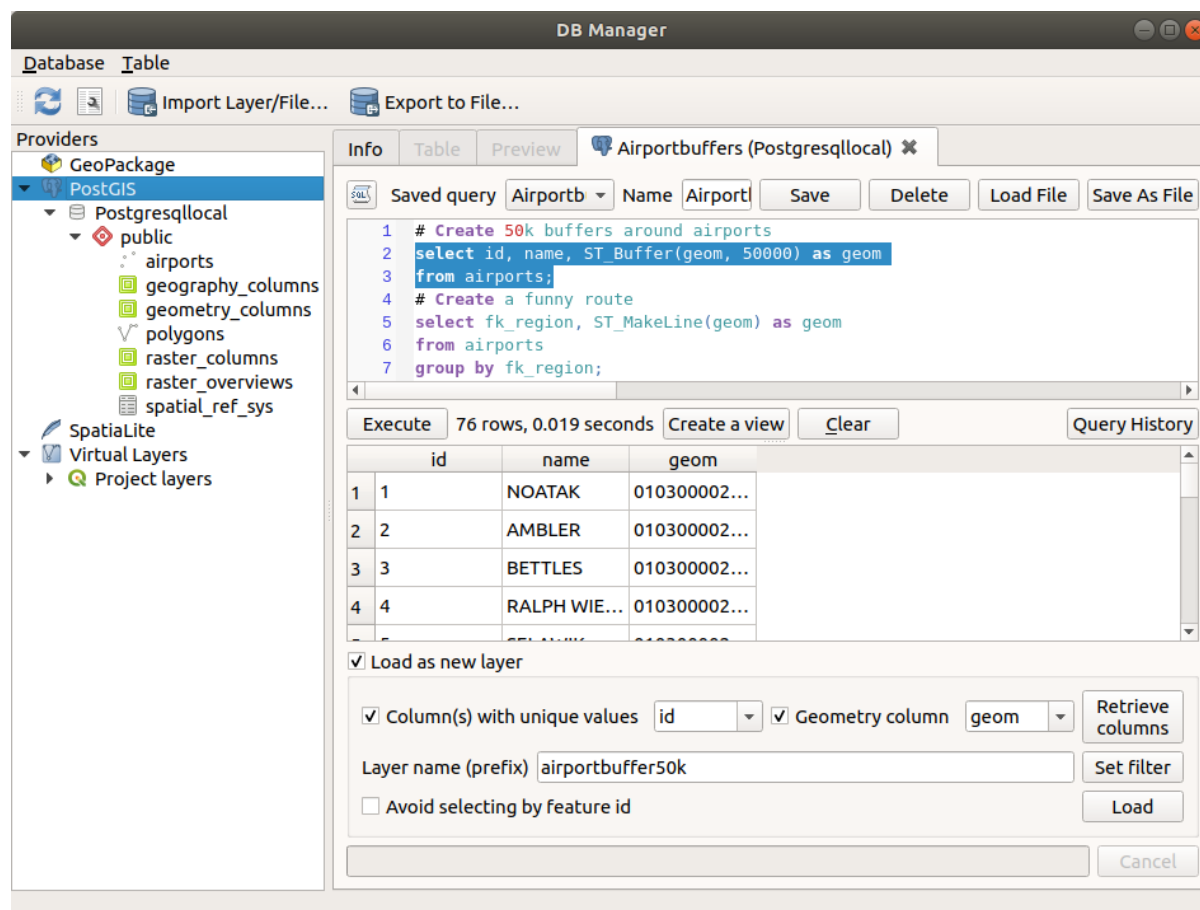 DB Manager
Database Table
Import Layer/File... Export to File...
Providers
GeoPackage
PostGIS
Postgresqllocal
public
airports
geography_columns
geometry_columns
polygons
raster_columns
raster_overviews
spatial_ref_sys
SpatiaLite
Virtual Layers
Project layers
Info Table Preview Airportbuffers (Postgresqllocal)
SQL Saved query Airportb Name Airportl Save Delete Load File Save As File
1 # Create 50k buffers around airports
2 select id, name, ST_Buffer(geom, 50000) as geom
3 from airports;
4 # Create a funny route
5 select fk_region, ST_MakeLine(geom) as geom
6 from airports
7 group by fk_region;
Execute 76 rows, 0.019 seconds Create a view Clear Query History
id name geom
1 1 NOATAK 010300002...
2 2 AMBLER 010300002...
3 3 BETTLES 010300002...
4 4 RALPH WIE... 010300002...
Load as new layer
Column(s) with unique values id Geometry column geom Retrieve columns
Layer name (prefix) airportbuffer50k Set filter
Avoid selecting by feature id Load
Cancel